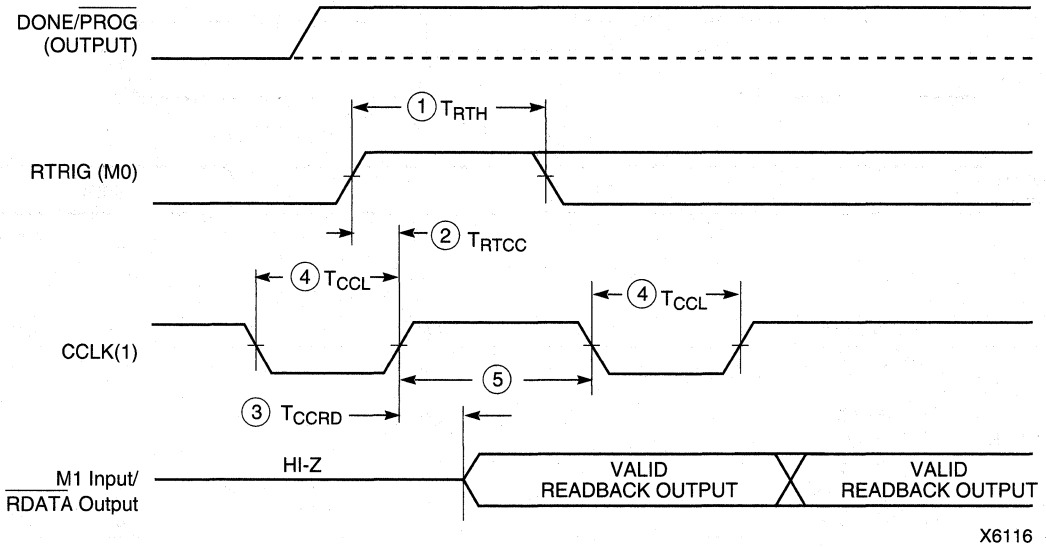 DONE/PROG
(OUTPUT)
① TRTH
RTRIG (M0)
② TRTCC
④ TCCL
④ TCCL
CCLK(1)
⑤
③ TCCRD
HI-Z
M1 Input/
RDATA Output
VALID
READBACK OUTPUT
VALID
READBACK OUTPUT
X6116